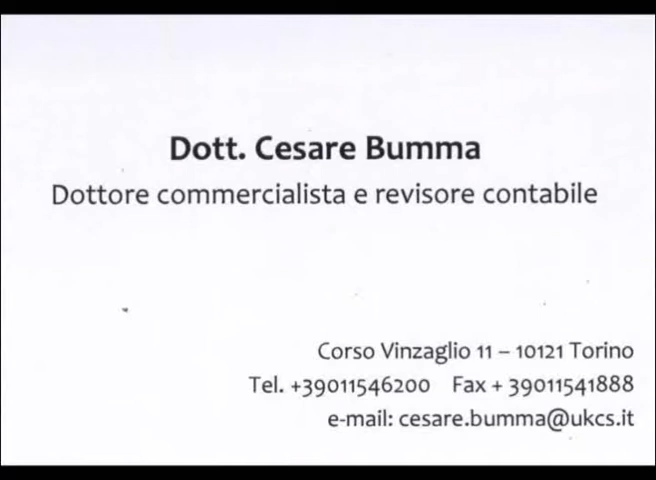 Dott. Cesare Bumma
Dottore commercialista e revisore contabile
Corso Vinzaglio 11 – 10121 Torino
Tel. +39011546200 Fax + 39011541888
e-mail: cesare.bumma@ukcs.it